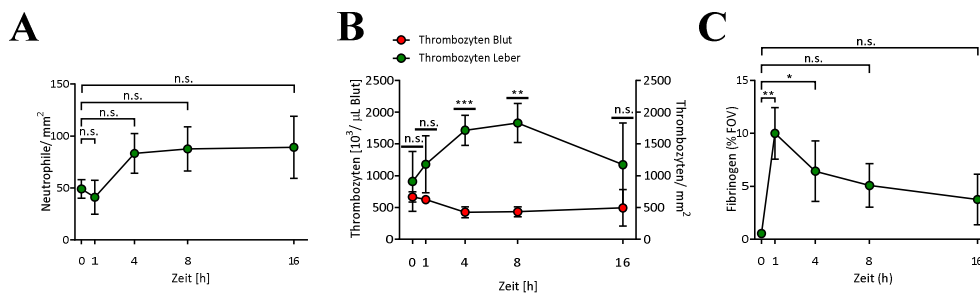 A
n.s.
n.s.
n.s.
n.s.
150
100
50
0
Neutrophile/ mm²
0 1 4 8 16
Zeit [h]
B
Thrombozyten Blut
Thrombozyten Leber
2500 2500
2000 2000
1500 1500
1000 1000
500 500
0 0
Thrombozyten [10³/ µL Blut]
Thrombozyten/ mm²
n.s. n.s. *** ** n.s.
0 1 4 8 16
Zeit [h]
C
n.s.
n.s.
*
**
15
10
5
0
Fibrinogen (% FOV)
0 1 4 8 16
Zeit (h)